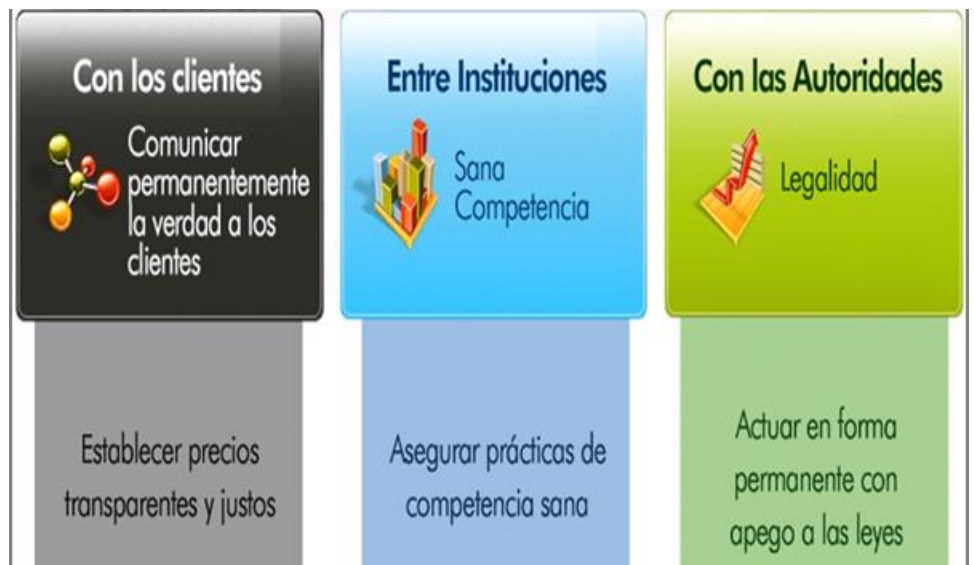 Con los clientes
Comunicar
permanentemente
la verdad a los
clientes
Establecer precios
transparentes y justos
Entre Instituciones
Sana
Competencia
Asegurar prácticas de
competencia sana
Con las Autoridades
Legalidad
Actuar en forma
permanente con
apego a las leyes